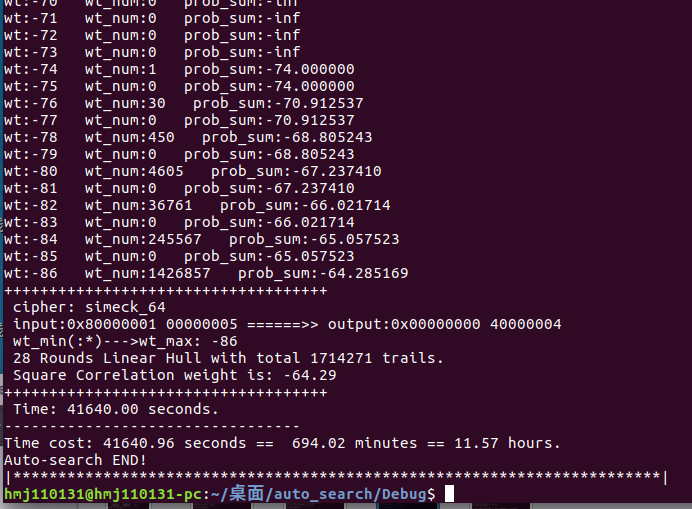 wt:-70   wt_num:0   prob_sum:-inf
wt:-71   wt_num:0   prob_sum:-inf
wt:-72   wt_num:0   prob_sum:-inf
wt:-73   wt_num:0   prob_sum:-inf
wt:-74   wt_num:1   prob_sum:-74.000000
wt:-75   wt_num:0   prob_sum:-74.000000
wt:-76   wt_num:30   prob_sum:-70.912537
wt:-77   wt_num:0   prob_sum:-70.912537
wt:-78   wt_num:450   prob_sum:-68.805243
wt:-79   wt_num:0   prob_sum:-68.805243
wt:-80   wt_num:4605   prob_sum:-67.237410
wt:-81   wt_num:0   prob_sum:-67.237410
wt:-82   wt_num:36761   prob_sum:-66.021714
wt:-83   wt_num:0   prob_sum:-66.021714
wt:-84   wt_num:245567   prob_sum:-65.057523
wt:-85   wt_num:0   prob_sum:-65.057523
wt:-86   wt_num:1426857   prob_sum:-64.285169
++++++++++++++++++++++++++++++++++++
 cipher: simeck_64
 input:0x80000001 00000005 ======>> output:0x00000000 40000004
 wt_min(:*)--->wt_max: -86
 28 Rounds Linear Hull with total 1714271 trails.
 Square Correlation weight is: -64.29
++++++++++++++++++++++++++++++++++++
 Time: 41640.00 seconds.
---------------------------------
Time cost: 41640.96 seconds ==  694.02 minutes == 11.57 hours.
Auto-search END!
|*************************************************************************|
hmj110131@hmj110131-pc:~/桌面/auto_search/Debug$